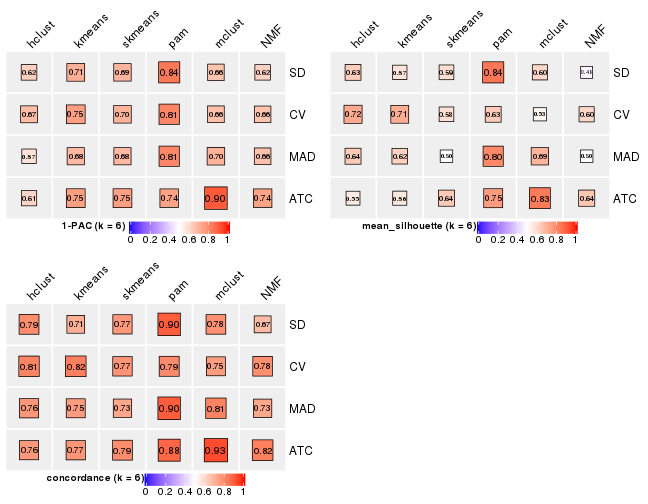 hclust kmeans skmeans pam mclust NMF
0.62 0.71 0.69 0.84 0.66 0.62 SD
0.67 0.75 0.70 0.81 0.66 0.66 CV
0.57 0.68 0.68 0.81 0.70 0.66 MAD
0.61 0.75 0.75 0.74 0.90 0.74 ATC
1-PAC (k = 6)
0 0.2 0.4 0.6 0.8 1
hclust kmeans skmeans pam mclust NMF
0.63 0.57 0.59 0.84 0.60 SD
0.72 0.71 0.58 0.63 0.53 0.60 CV
0.64 0.62 0.50 0.80 0.69 0.50 MAD
0.55 0.56 0.64 0.75 0.83 0.64 ATC
mean_silhouette (k = 6)
0 0.2 0.4 0.6 0.8 1
hclust kmeans skmeans pam mclust NMF
0.79 0.71 0.77 0.90 0.78 0.67 SD
0.81 0.82 0.77 0.79 0.75 0.78 CV
0.76 0.75 0.73 0.90 0.81 0.73 MAD
0.76 0.77 0.79 0.88 0.93 0.82 ATC
concordance (k = 6)
0 0.2 0.4 0.6 0.8 1